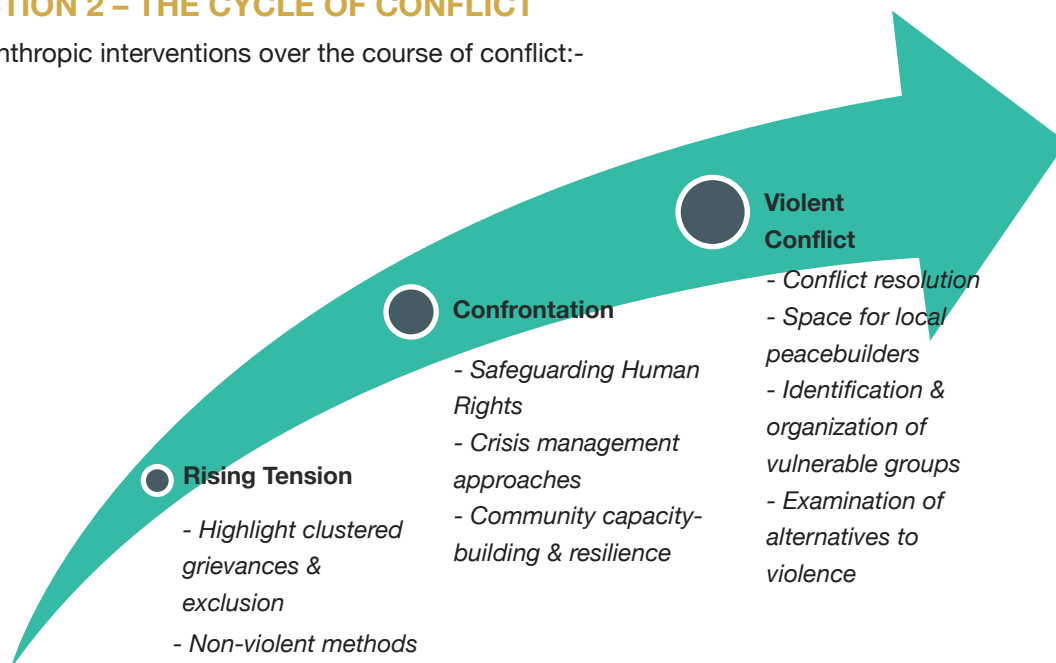 CTION 2 – THE CYCLE OF CONFLICT
nthropic interventions over the course of conflict:-
Rising Tension
- Highlight clustered
grievances &
exclusion
- Non-violent methods
Confrontation
- Safeguarding Human
Rights
- Crisis management
approaches
- Community capacity-
building & resilience
Violent
Conflict
- Conflict resolution
- Space for local
peacebuilders
- Identification &
organization of
vulnerable groups
- Examination of
alternatives to
violence